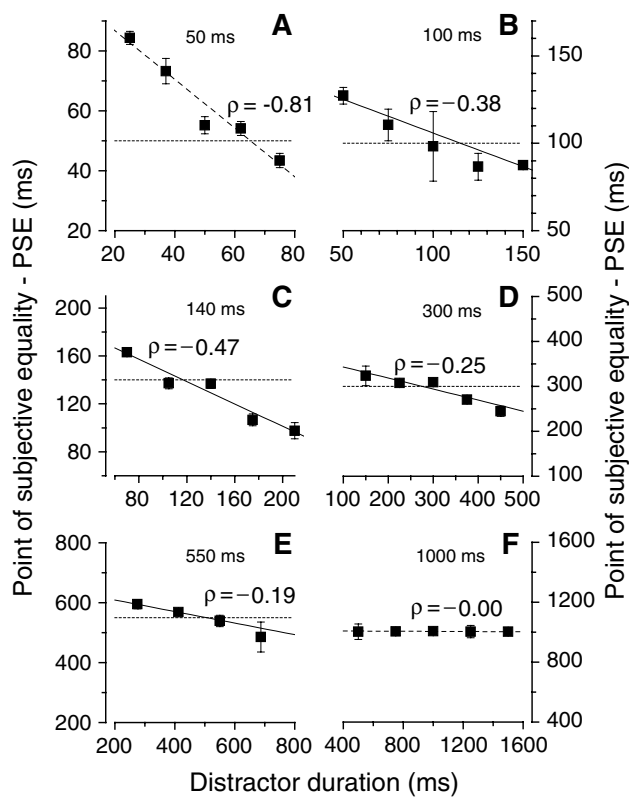 A
50 ms
80
60
40
20
ρ = -0.81
20 40 60 80
B
100 ms
150
100
50
ρ = −0.38
50 100 150
C
140 ms
200
160
120
80
ρ = −0.47
80 120 160 200
D
300 ms
500
400
300
200
100
ρ = −0.25
100 200 300 400 500
E
550 ms
800
600
400
200
ρ = −0.19
200 400 600 800
F
1000 ms
1600
1300
1000
700
400
ρ = −0.00
400 800 1200 1600
Point of subjective equality - PSE (ms)
Point of subjective equality - PSE (ms)
Distractor duration (ms)